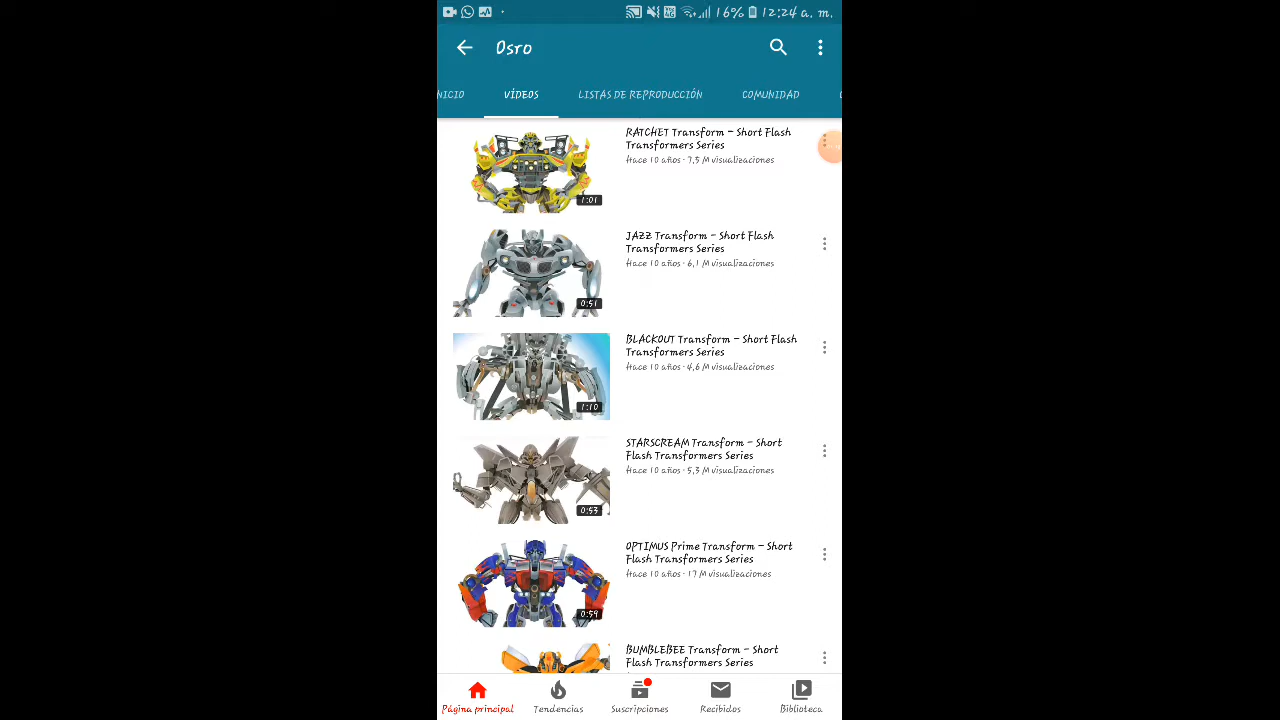 16% 12:24 a. m.
Osro
NICIO VÍDEOS LISTAS DE REPRODUCCIÓN COMUNIDAD
RATCHET Transform - Short Flash
Transformers Series
Hace 10 años · 7,5 M visualizaciones
1:01
JAZZ Transform - Short Flash
Transformers Series
Hace 10 años · 6,1 M visualizaciones
0:51
BLACKOUT Transform - Short Flash
Transformers Series
Hace 10 años · 4,6 M visualizaciones
1:10
STARSCREAM Transform - Short
Flash Transformers Series
Hace 10 años · 5,3 M visualizaciones
0:53
OPTIMUS Prime Transform - Short
Flash Transformers Series
Hace 10 años · 17 M visualizaciones
0:59
BUMBLEBEE Transform - Short
Flash Transformers Series
Página principal Tendencias Suscripciones Recibidos Biblioteca